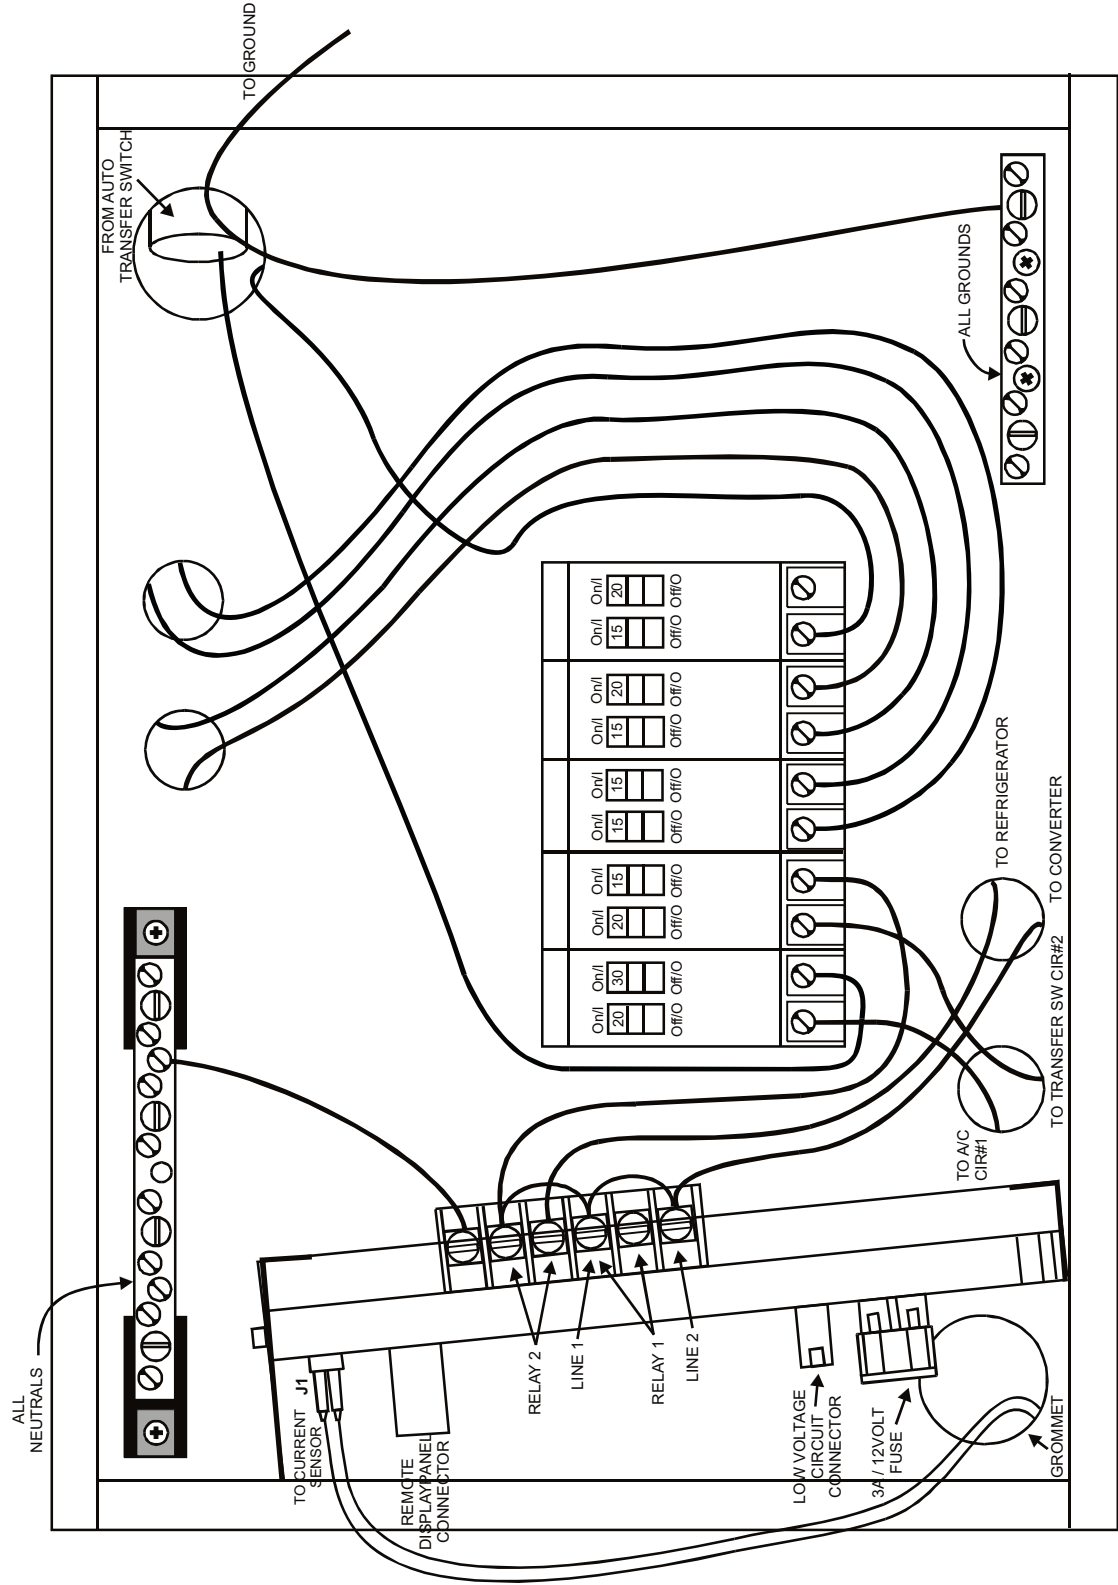 ALL
NEUTRALS
FROM AUTO
TRANSFER SWITCH
TO GROUND
TO CURRENT
SENSOR
J1
REMOTE
DISPLAYPANEL
CONNECTOR
RELAY 2
LINE 1
RELAY 1
LINE 2
On/I On/I On/I On/I On/I On/I On/I On/I On/I On/I
20 30 20 15 15 15 15 20 15 20
Off/O Off/O Off/O Off/O Off/O Off/O Off/O Off/O Off/O Off/O
LOW VOLTAGE
CIRCUIT
CONNECTOR
3A / 12VOLT
FUSE
GROMMET
TO A/C
CIR#1
TO TRANSFER SW CIR#2
TO REFRIGERATOR
TO CONVERTER
ALL GROUNDS